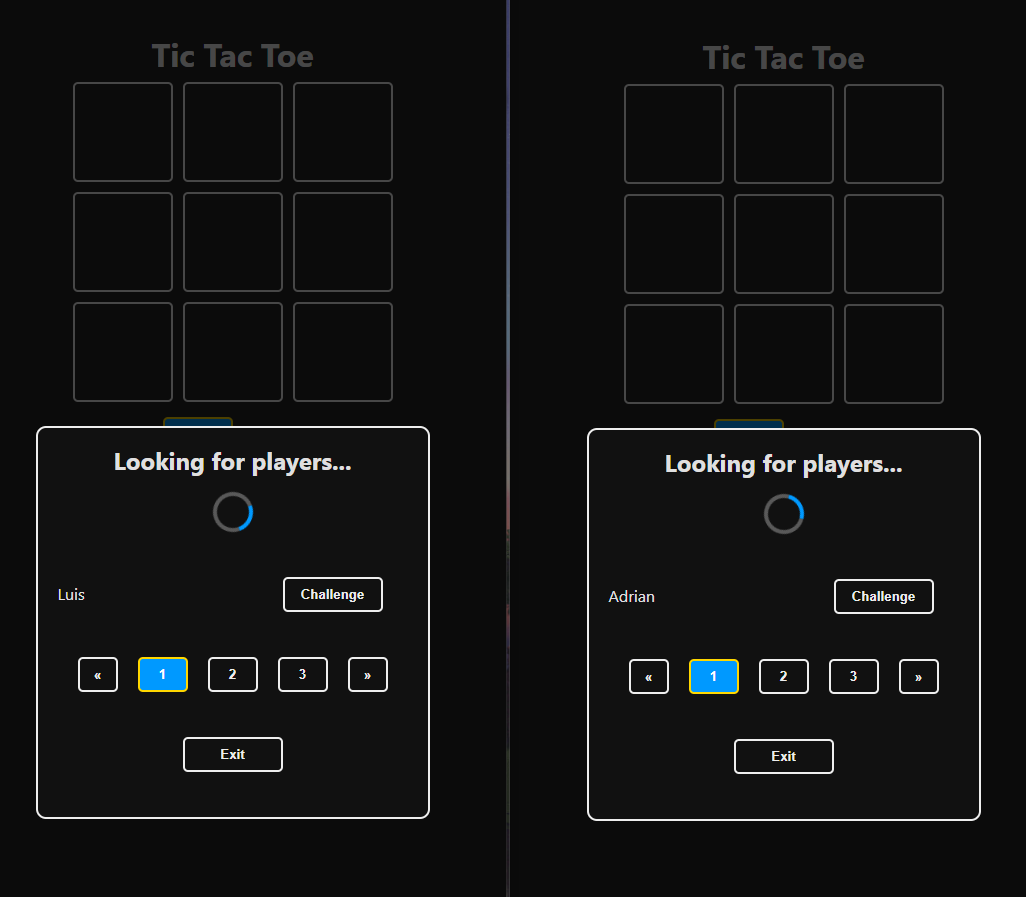 Tic Tac Toe
Looking for players...
Luis Challenge
« 1 2 3 »
Exit
Tic Tac Toe
Looking for players...
Adrian Challenge
« 1 2 3 »
Exit